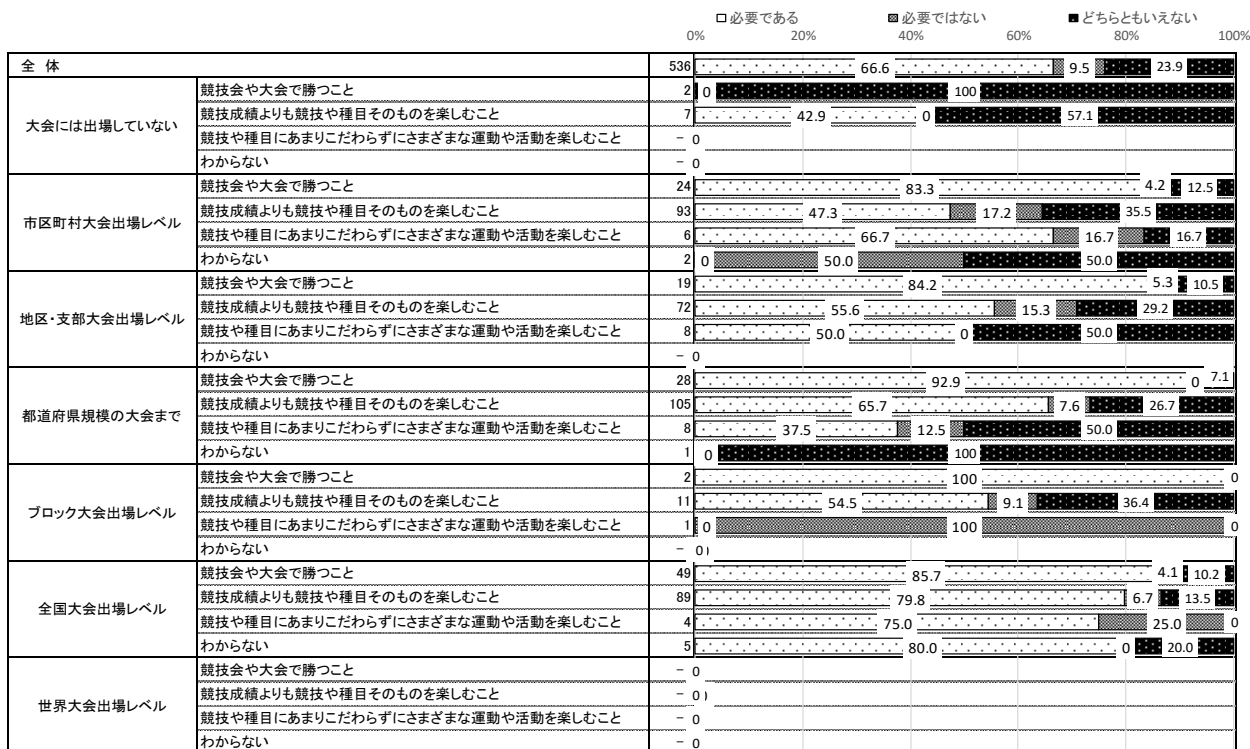 □必要である ▩必要ではない ■どちらともいえない
0% 20% 40% 60% 80% 100%
全 体 536 66.6 9.5 23.9
大会には出場していない
競技会や大会で勝つこと 2 0 100
競技成績よりも競技や種目そのものを楽しむこと 7 42.9 0 57.1
競技や種目にあまりこだわらずにさまざまな運動や活動を楽しむこと － 0
わからない － 0
市区町村大会出場レベル
競技会や大会で勝つこと 24 83.3 4.2 12.5
競技成績よりも競技や種目そのものを楽しむこと 93 47.3 17.2 35.5
競技や種目にあまりこだわらずにさまざまな運動や活動を楽しむこと 6 66.7 16.7 16.7
わからない 2 0 50.0 50.0
地区・支部大会出場レベル
競技会や大会で勝つこと 19 84.2 5.3 10.5
競技成績よりも競技や種目そのものを楽しむこと 72 55.6 15.3 29.2
競技や種目にあまりこだわらずにさまざまな運動や活動を楽しむこと 8 50.0 0 50.0
わからない － 0
都道府県規模の大会まで
競技会や大会で勝つこと 28 92.9 0 7.1
競技成績よりも競技や種目そのものを楽しむこと 105 65.7 7.6 26.7
競技や種目にあまりこだわらずにさまざまな運動や活動を楽しむこと 8 37.5 12.5 50.0
わからない 1 0 100
ブロック大会出場レベル
競技会や大会で勝つこと 2 100 0
競技成績よりも競技や種目そのものを楽しむこと 11 54.5 9.1 36.4
競技や種目にあまりこだわらずにさまざまな運動や活動を楽しむこと 1 0 100 0
わからない － 0
全国大会出場レベル
競技会や大会で勝つこと 49 85.7 4.1 10.2
競技成績よりも競技や種目そのものを楽しむこと 89 79.8 6.7 13.5
競技や種目にあまりこだわらずにさまざまな運動や活動を楽しむこと 4 75.0 25.0 0
わからない 5 80.0 0 20.0
世界大会出場レベル
競技会や大会で勝つこと － 0
競技成績よりも競技や種目そのものを楽しむこと － 0
競技や種目にあまりこだわらずにさまざまな運動や活動を楽しむこと － 0
わからない － 0